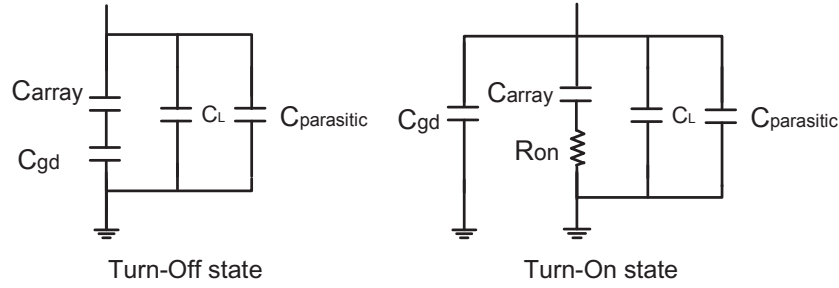 Carray
CL
Cparasitic
Cgd
Turn-Off state
Cgd
Carray
CL
Cparasitic
Ron
Turn-On state